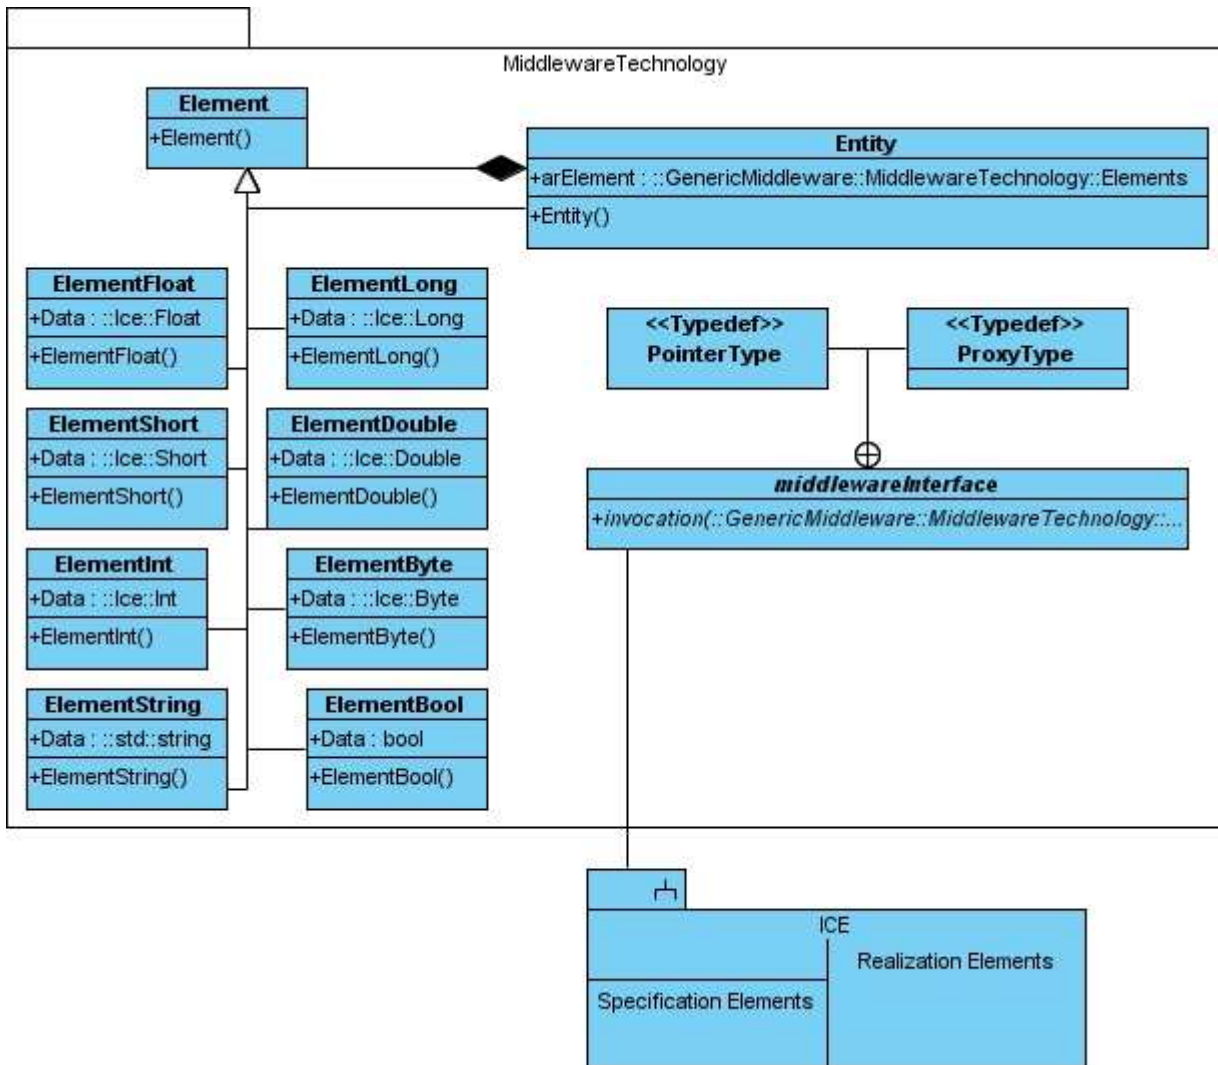 MiddlewareTechnology
Element
+Element()
Entity
+arElement : ::GenericMiddleware::MiddlewareTechnology::Elements
+Entity()
ElementFloat
+Data : ::Ice::Float
+ElementFloat()
ElementLong
+Data : ::Ice::Long
+ElementLong()
<<Typedef>>
PointerType
<<Typedef>>
ProxyType
ElementShort
+Data : ::Ice::Short
+ElementShort()
ElementDouble
+Data : ::Ice::Double
+ElementDouble()
middlewareInterface
+invocation(::GenericMiddleware::MiddlewareTechnology::...
ElementInt
+Data : ::Ice::Int
+ElementInt()
ElementByte
+Data : ::Ice::Byte
+ElementByte()
ElementString
+Data : ::std::string
+ElementString()
ElementBool
+Data : bool
+ElementBool()
ICE
Realization Elements
Specification Elements